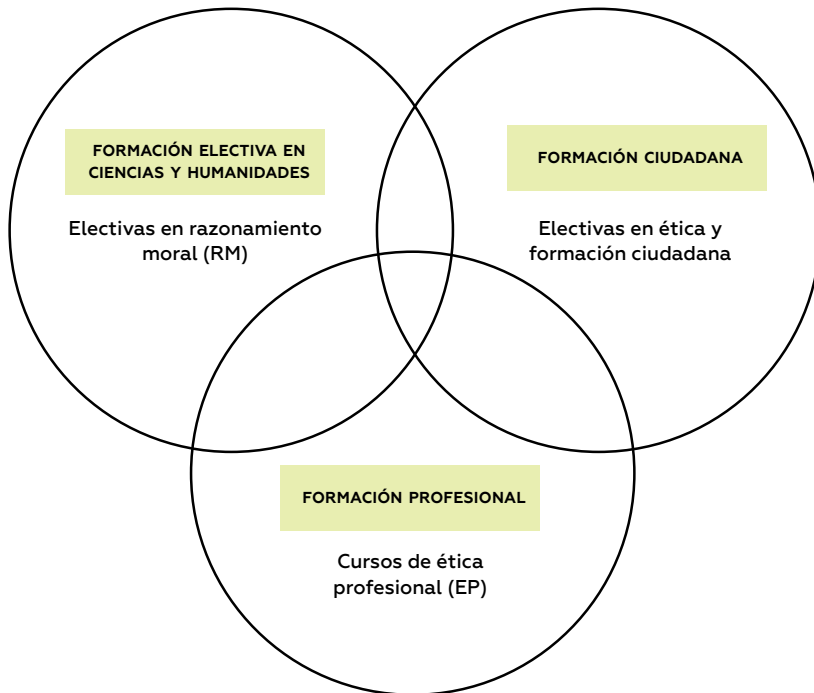 FORMACIÓN ELECTIVA EN
CIENCIAS Y HUMANIDADES
Electivas en razonamiento
moral (RM)
FORMACIÓN CIUDADANA
Electivas en ética y
formación ciudadana
FORMACIÓN PROFESIONAL
Cursos de ética
profesional (EP)